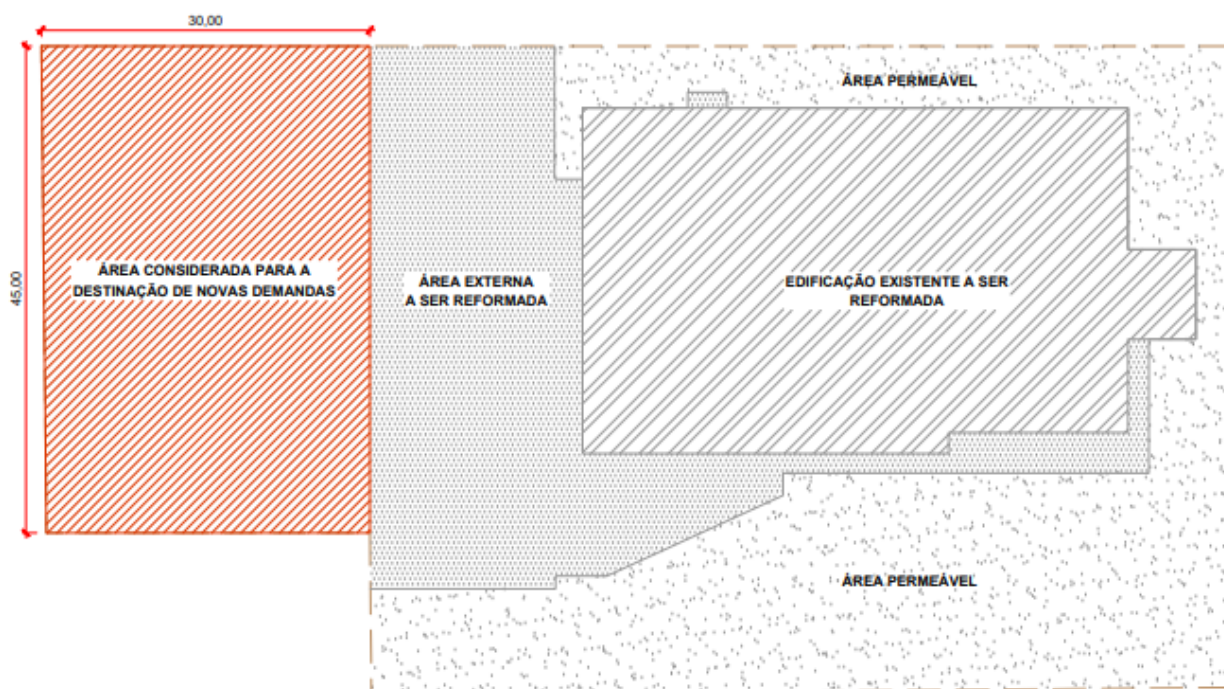 30,00
ÁREA PERMEÁVEL
45,00
ÁREA CONSIDERADA PARA A
DESTINAÇÃO DE NOVAS DEMANDAS
ÁREA EXTERNA
A SER REFORMADA
EDIFICAÇÃO EXISTENTE A SER
REFORMADA
ÁREA PERMEÁVEL